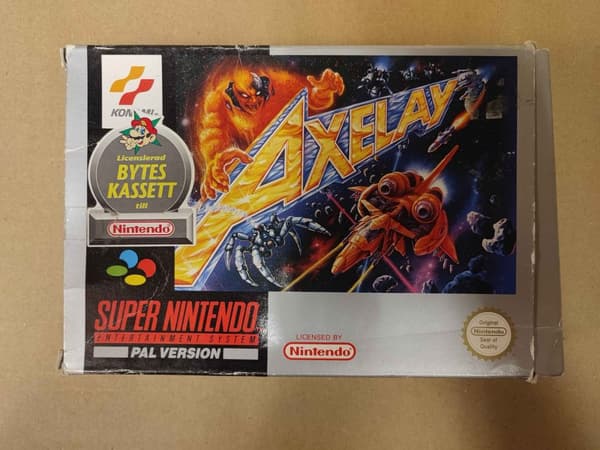 KONAMI
Licensierad
BYTES
KASSETT
till
Nintendo
AXELAY
SUPER NINTENDO
ENTERTAINMENT SYSTEM
PAL VERSION
LICENSED BY
Nintendo
Original
Nintendo
Seal of
Quality